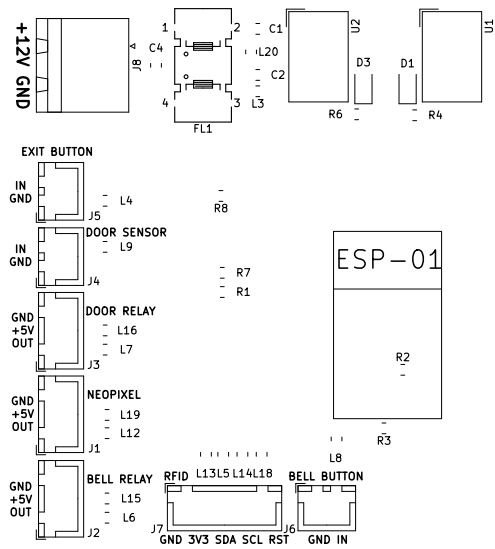 +12V GND
J8
C4
1
2
4
3
FL1
C1
L20
C2
L3
U2
D3
R6
D1
R4
U1
EXIT BUTTON
IN
GND
J5
L4
R8
DOOR SENSOR
IN
GND
J4
L9
R7
R1
ESP-01
DOOR RELAY
GND
+5V
OUT
J3
L16
L7
R2
NEOPIXEL
GND
+5V
OUT
J1
L19
L12
R3
L8
BELL RELAY
GND
+5V
OUT
J2
L15
L6
L13 L5 L14 L18
RFID
J7
GND 3V3 SDA SCL RST
BELL BUTTON
J6
GND IN